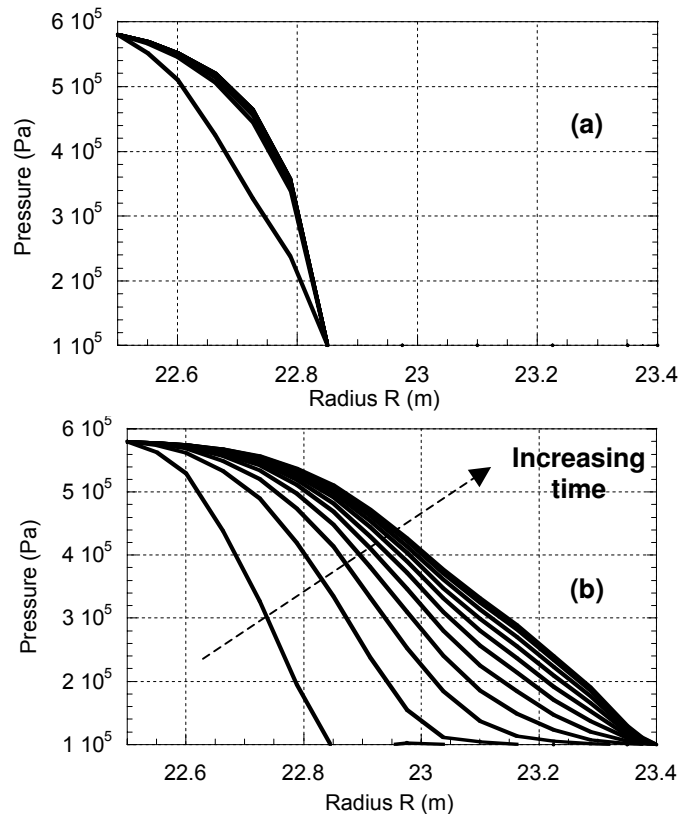 6 10⁵
5 10⁵
4 10⁵
3 10⁵
2 10⁵
1 10⁵
Pressure (Pa)
(a)
22.6 22.8 23 23.2 23.4
Radius R (m)
6 10⁵
5 10⁵
4 10⁵
3 10⁵
2 10⁵
1 10⁵
Pressure (Pa)
Increasing
time
(b)
22.6 22.8 23 23.2 23.4
Radius R (m)